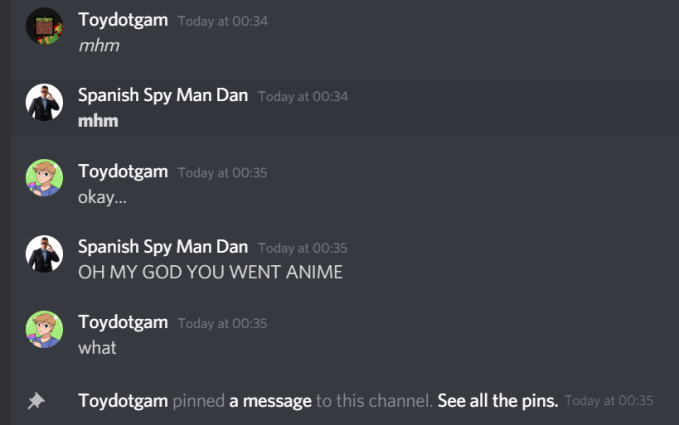 Toydotgam Today at 00:34
mhm
Spanish Spy Man Dan Today at 00:34
mhm
Toydotgam Today at 00:35
okay...
Spanish Spy Man Dan Today at 00:35
OH MY GOD YOU WENT ANIME
Toydotgam Today at 00:35
what
Toydotgam pinned a message to this channel. See all the pins. Today at 00:35